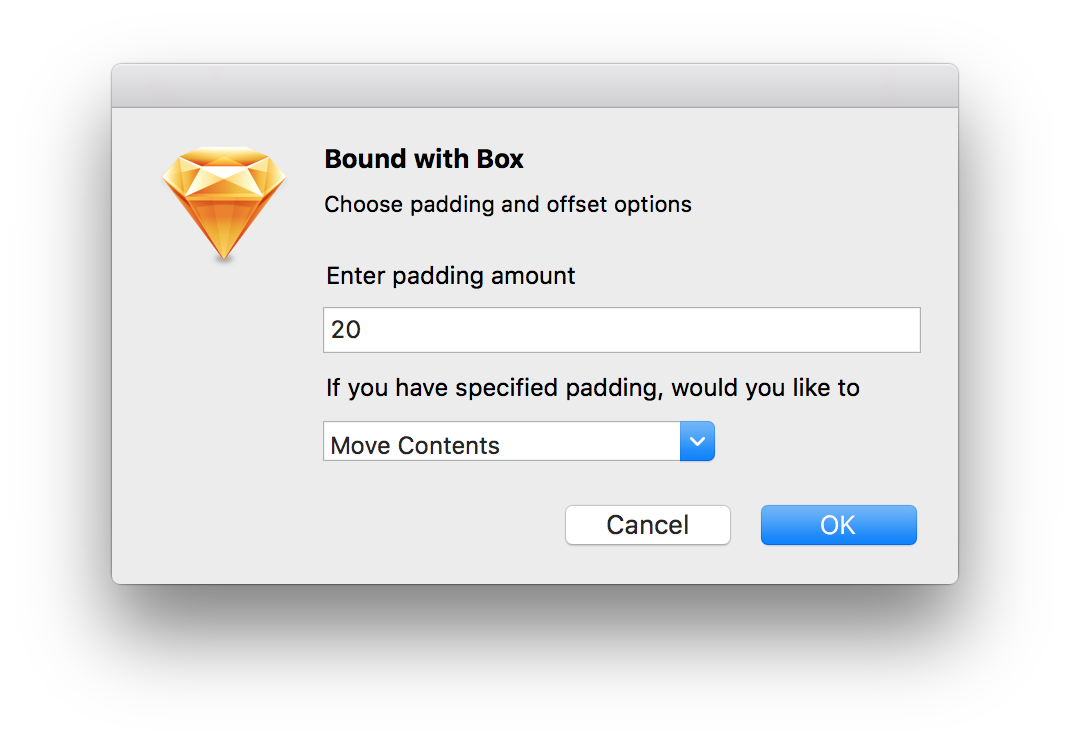 Bound with Box
Choose padding and offset options
Enter padding amount
20
If you have specified padding, would you like to
Move Contents
Cancel
OK